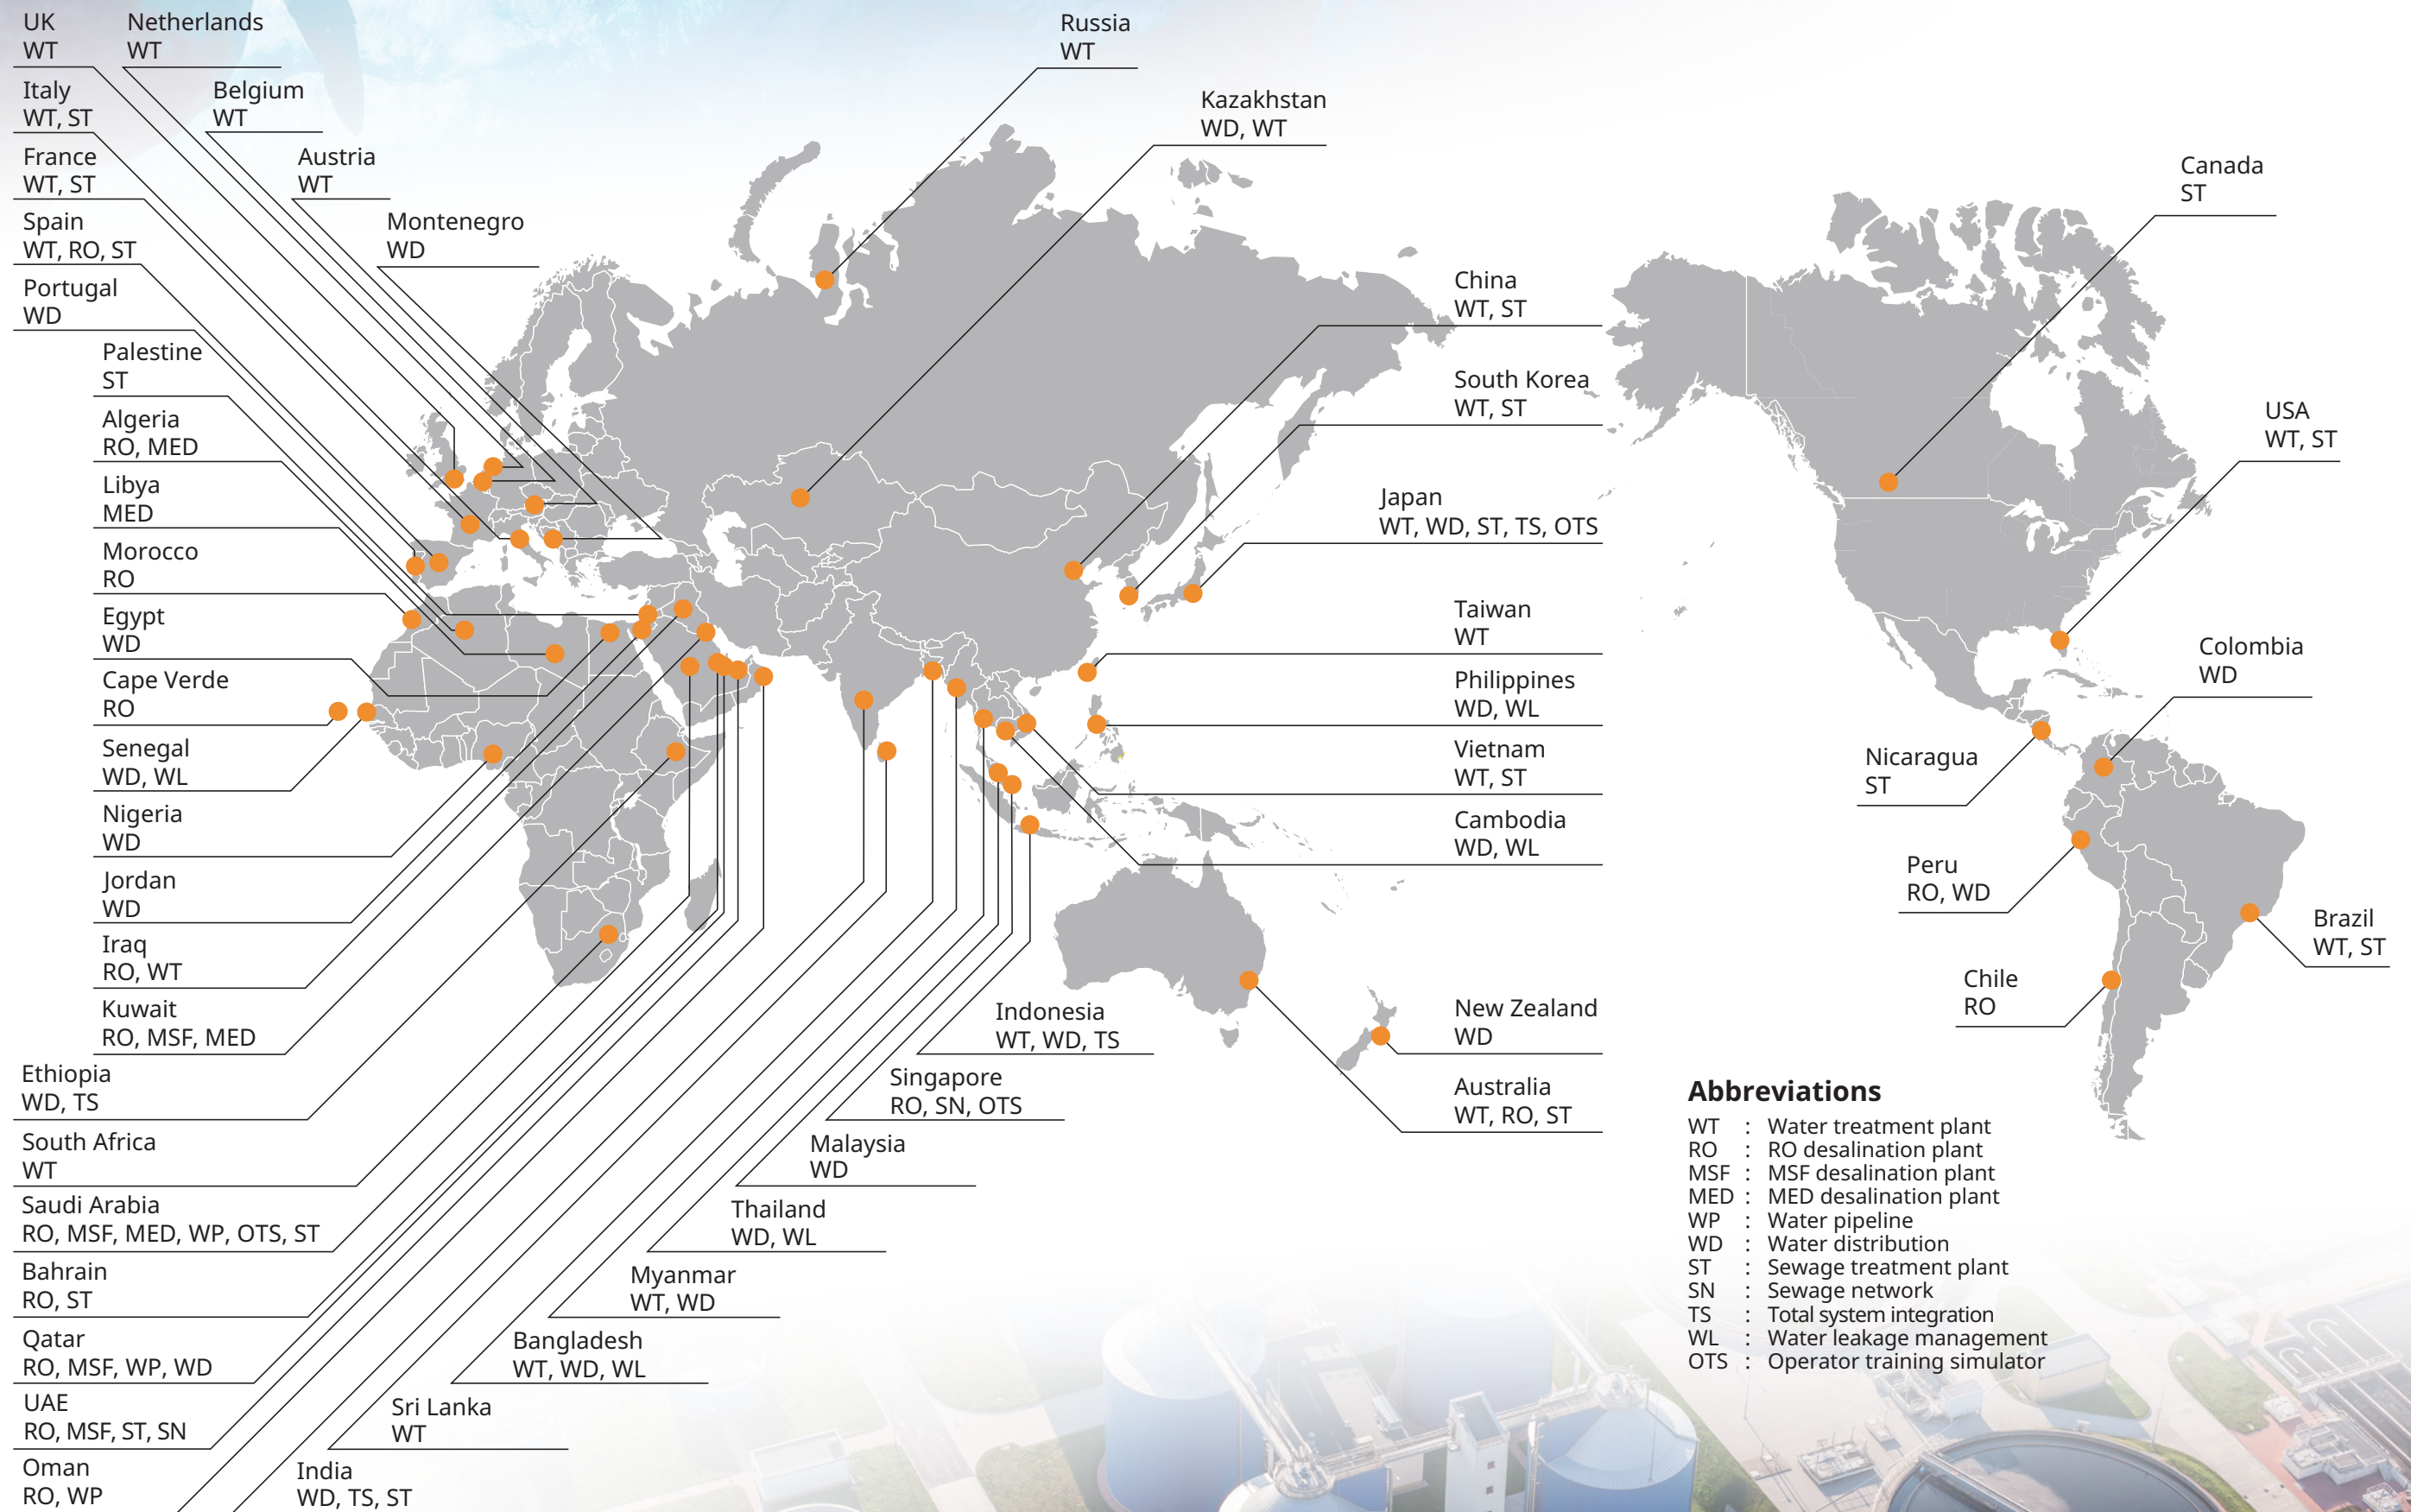 UK
WT
Netherlands
WT
Italy
WT, ST
Belgium
WT
France
WT, ST
Austria
WT
Spain
WT, RO, ST
Montenegro
WD
Portugal
WD
Palestine
ST
Algeria
RO, MED
Libya
MED
Morocco
RO
Egypt
WD
Cape Verde
RO
Senegal
WD, WL
Nigeria
WD
Jordan
WD
Iraq
RO, WT
Kuwait
RO, MSF, MED
Ethiopia
WD, TS
South Africa
WT
Saudi Arabia
RO, MSF, MED, WP, OTS, ST
Bahrain
RO, ST
Qatar
RO, MSF, WP, WD
UAE
RO, MSF, ST, SN
Oman
RO, WP
India
WD, TS, ST
Sri Lanka
WT
Bangladesh
WT, WD, WL
Myanmar
WT, WD
Thailand
WD, WL
Malaysia
WD
Singapore
RO, SN, OTS
Indonesia
WT, WD, TS
Russia
WT
Kazakhstan
WD, WT
China
WT, ST
South Korea
WT, ST
Japan
WT, WD, ST, TS, OTS
Taiwan
WT
Philippines
WD, WL
Vietnam
WT, ST
Cambodia
WD, WL
New Zealand
WD
Australia
WT, RO, ST
Canada
ST
USA
WT, ST
Colombia
WD
Nicaragua
ST
Peru
RO, WD
Brazil
WT, ST
Chile
RO
Abbreviations
WT : Water treatment plant
RO : RO desalination plant
MSF : MSF desalination plant
MED : MED desalination plant
WP : Water pipeline
WD : Water distribution
ST : Sewage treatment plant
SN : Sewage network
TS : Total system integration
WL : Water leakage management
OTS : Operator training simulator